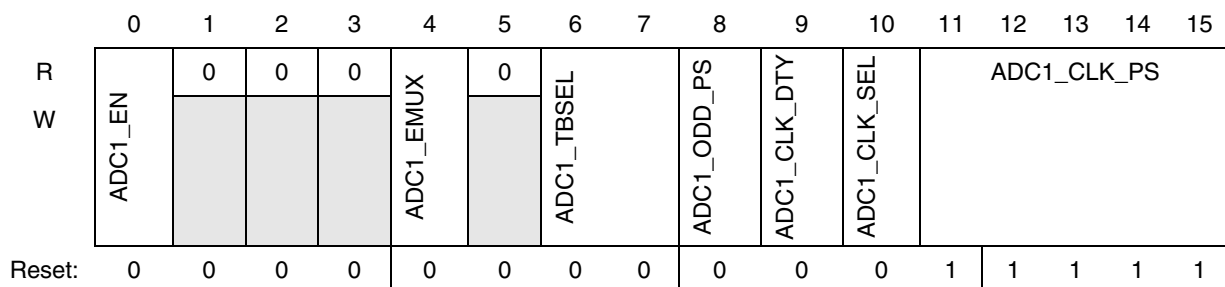 0 1 2 3 4 5 6 7 8 9 10 11 12 13 14 15
R 0 0 0 0 ADC1_CLK_PS
W
ADC1_EN
ADC1_EMUX
ADC1_TBSEL
ADC1_ODD_PS
ADC1_CLK_DTY
ADC1_CLK_SEL
Reset: 0 0 0 0 0 0 0 0 0 0 0 1 1 1 1 1